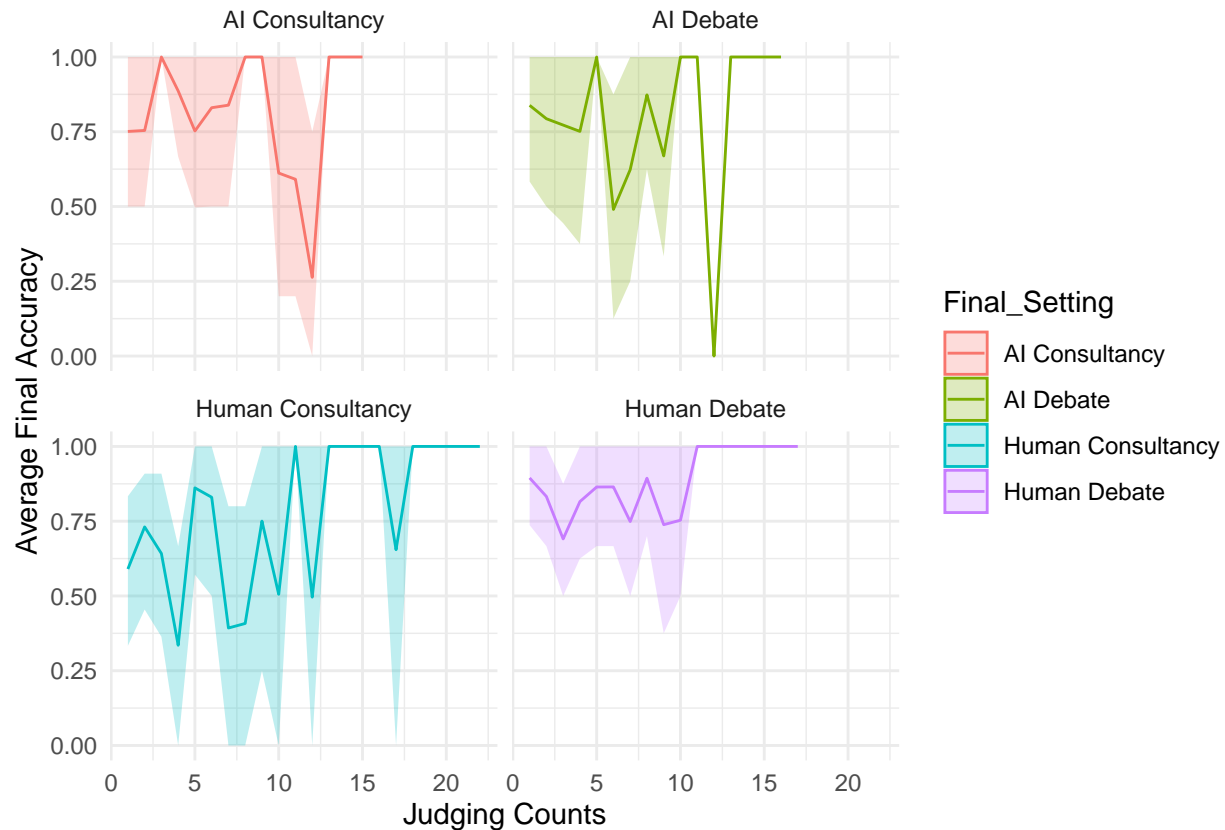 AI Consultancy
AI Debate
1.00
0.75
0.50
0.25
0.00
Human Consultancy
Human Debate
1.00
0.75
0.50
0.25
0.00
0 5 10 15 20
0 5 10 15 20
Judging Counts
Average Final Accuracy
Final_Setting
AI Consultancy
AI Debate
Human Consultancy
Human Debate